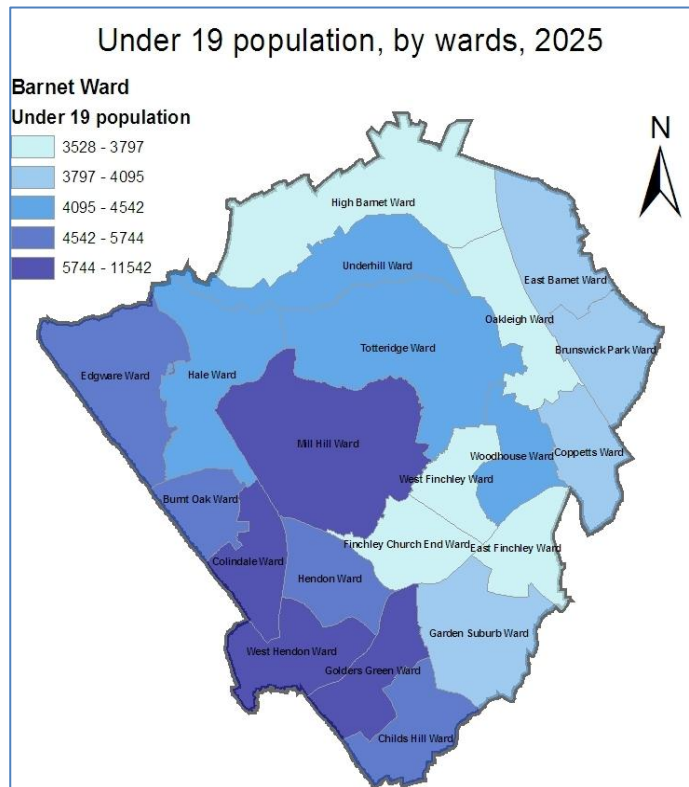 Under 19 population, by wards, 2025
Barnet Ward
Under 19 population
3528 - 3797
3797 - 4095
4095 - 4542
4542 - 5744
5744 - 11542
N
High Barnet Ward
Underhill Ward
East Barnet Ward
Oakleigh Ward
Totteridge Ward
Brunswick Park Ward
Edgware Ward
Hale Ward
Mill Hill Ward
Woodhouse Ward
Coppetts Ward
West Finchley Ward
Burnt Oak Ward
Finchley Church End Ward
East Finchley Ward
Colindale Ward
Hendon Ward
Garden Suburb Ward
West Hendon Ward
Golders Green Ward
Childs Hill Ward